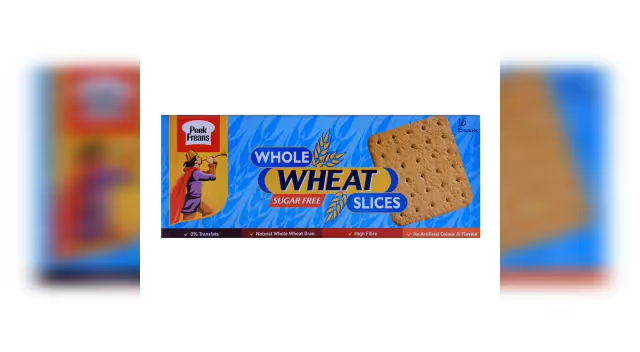 Peek
Freans
WHOLE
WHEAT
SUGAR FREE
SLICES
16
✓ 0% Transfats
✓ Natural Whole Wheat Bran
✓ High Fibre
✓ No Artificial Colour & Flavour